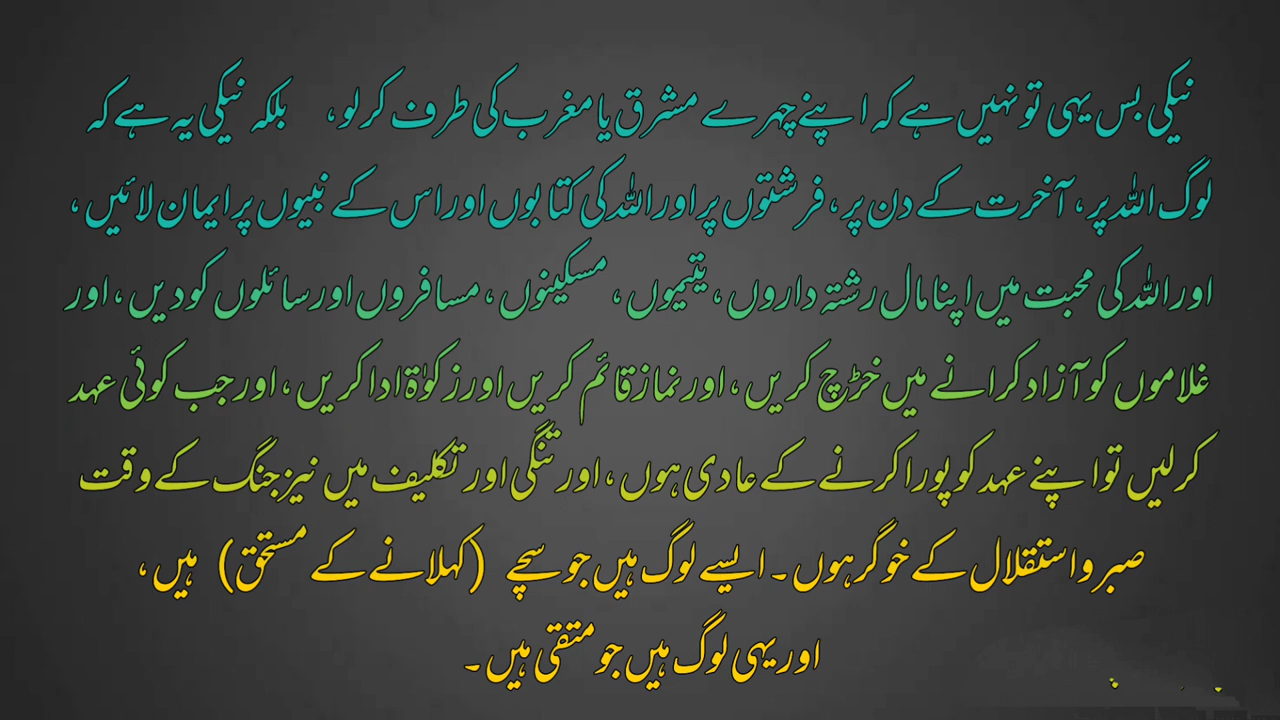 نیکی بس یہی تو نہیں ہے کہ اپنے چہرے مشرق یا مغرب کی طرف کر لو، بلکہ نیکی یہ ہے کہ
لوگ اللہ پر، آخرت کے دن پر، فرشتوں پر اور اللہ کی کتابوں اور اس کے نبیوں پر ایمان لائیں،
اور اللہ کی محبت میں اپنا مال رشتہ داروں، یتیموں، مسکینوں، مسافروں اور سائلوں کو دیں، اور
غلاموں کو آزاد کرانے میں خرچ کریں، اور نماز قائم کریں اور زکوٰۃ ادا کریں، اور جب کوئی عہد
کر لیں تو اپنے عہد کو پورا کرنے کے عادی ہوں، اور تنگی اور تکلیف میں نیز جنگ کے وقت
صبر و استقلال کے خوگر ہوں۔ ایسے لوگ ہیں جو سچے (کہلانے کے مستحق) ہیں،
اور یہی لوگ ہیں جو متقی ہیں۔